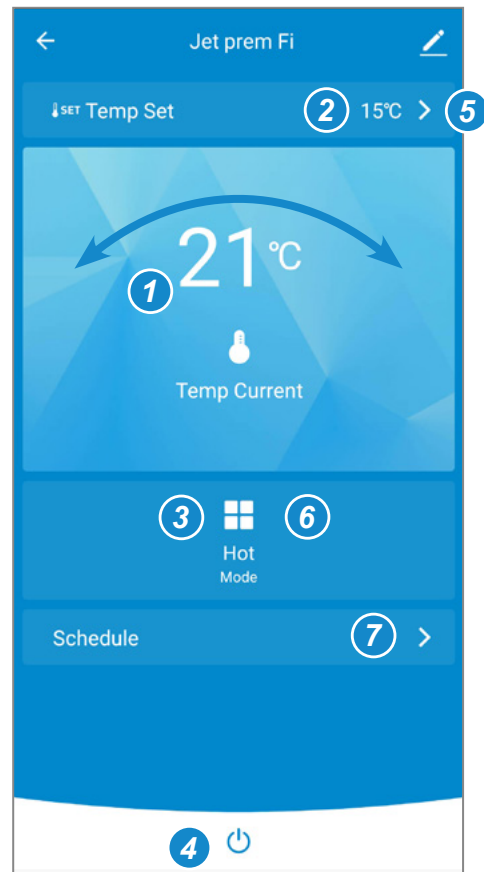 Jet prem Fi
SET Temp Set 2 15℃ 5
21℃
1
Temp Current
3 6
Hot
Mode
Schedule 7
4